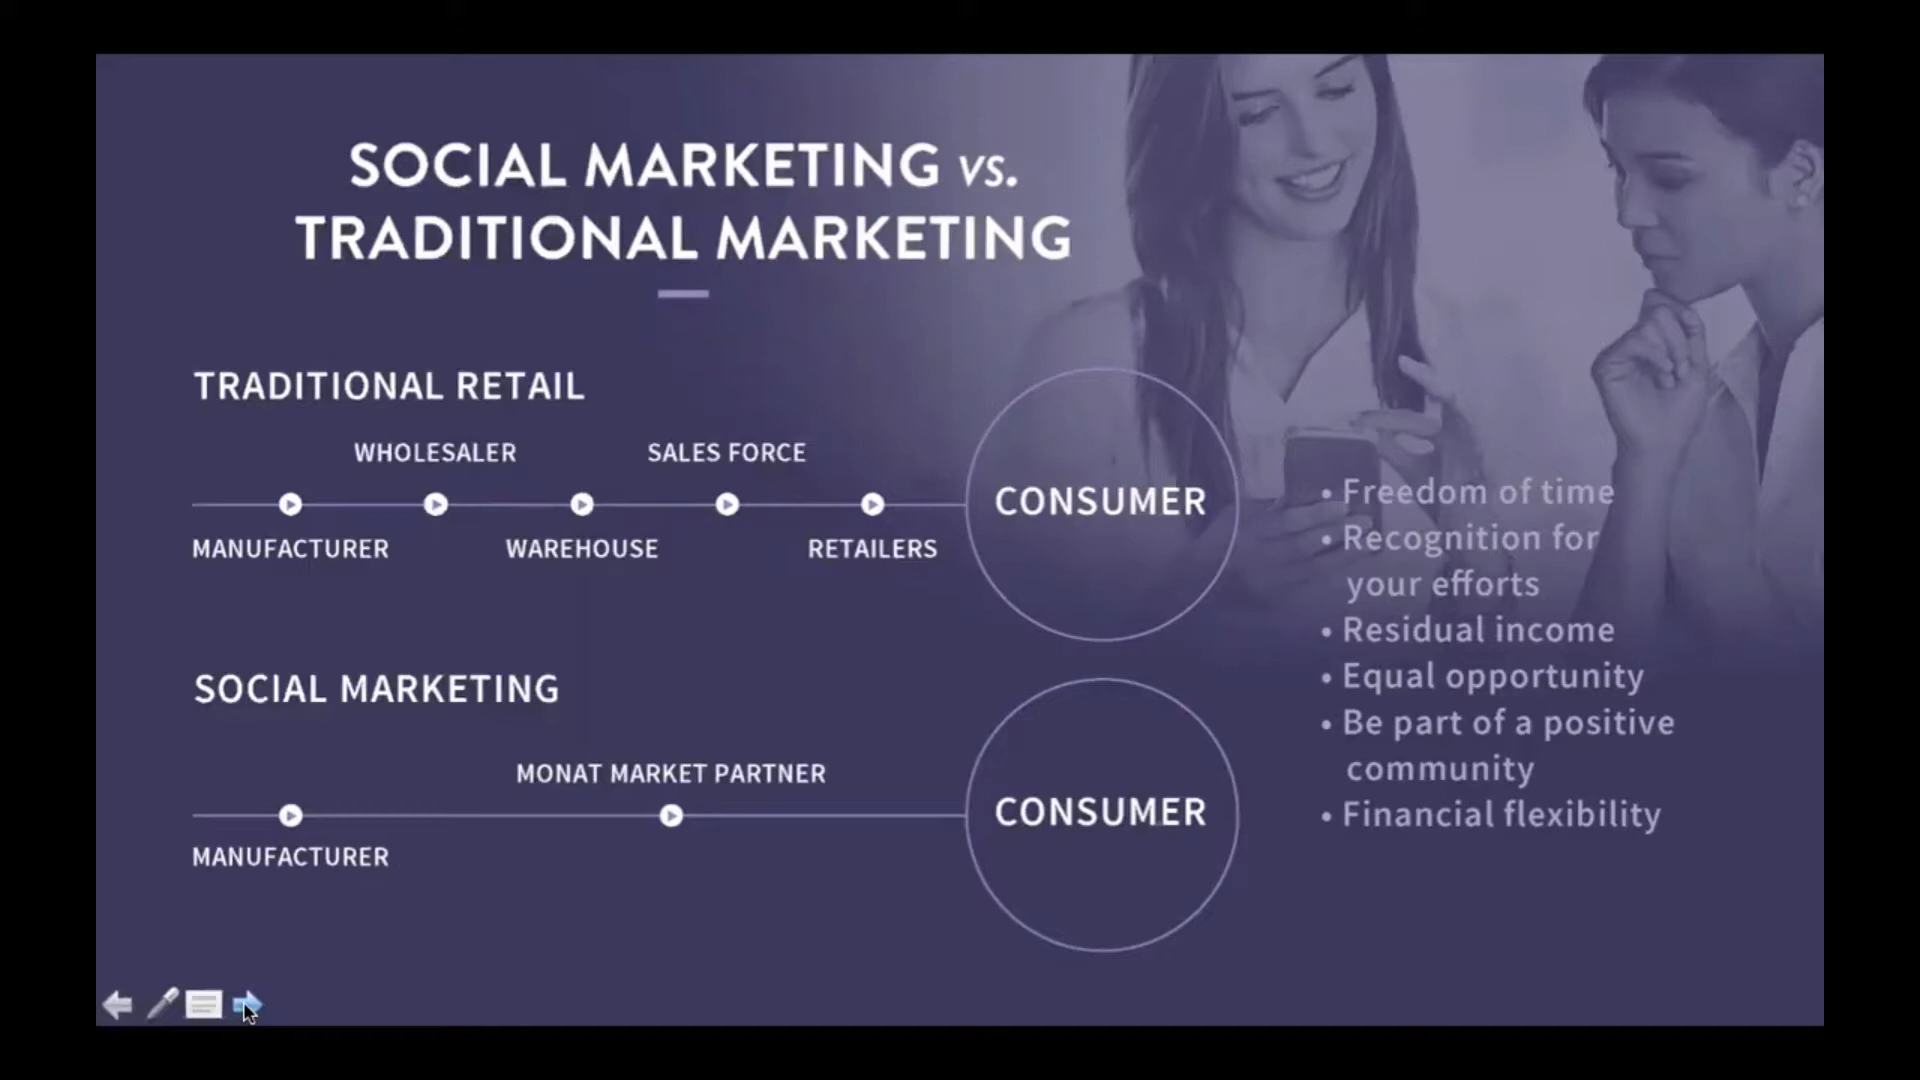 SOCIAL MARKETING vs.
TRADITIONAL MARKETING
TRADITIONAL RETAIL
WHOLESALER
SALES FORCE
MANUFACTURER
WAREHOUSE
RETAILERS
CONSUMER
SOCIAL MARKETING
MONAT MARKET PARTNER
MANUFACTURER
CONSUMER
• Freedom of time
• Recognition for
your efforts
• Residual income
• Equal opportunity
• Be part of a positive
community
• Financial flexibility